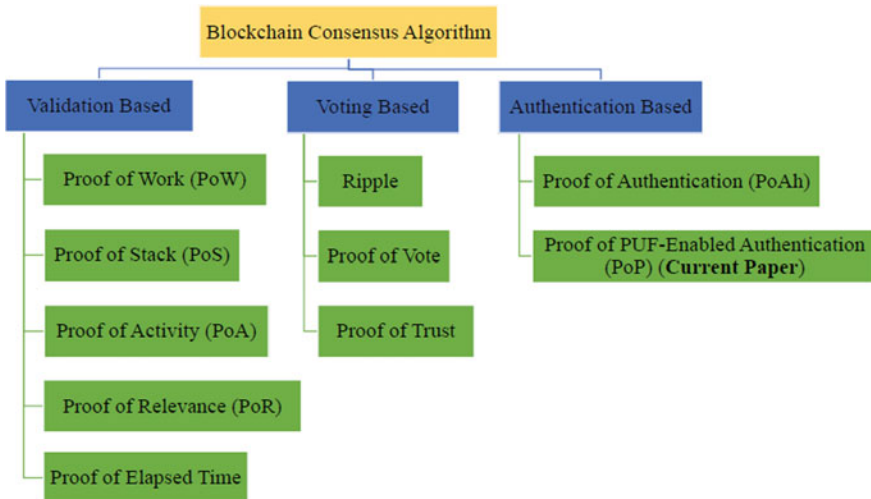 Blockchain Consensus Algorithm
Validation Based
Voting Based
Authentication Based
Proof of Work (PoW)
Proof of Stack (PoS)
Proof of Activity (PoA)
Proof of Relevance (PoR)
Proof of Elapsed Time
Ripple
Proof of Vote
Proof of Trust
Proof of Authentication (PoAh)
Proof of PUF-Enabled Authentication
(PoP) (Current Paper)